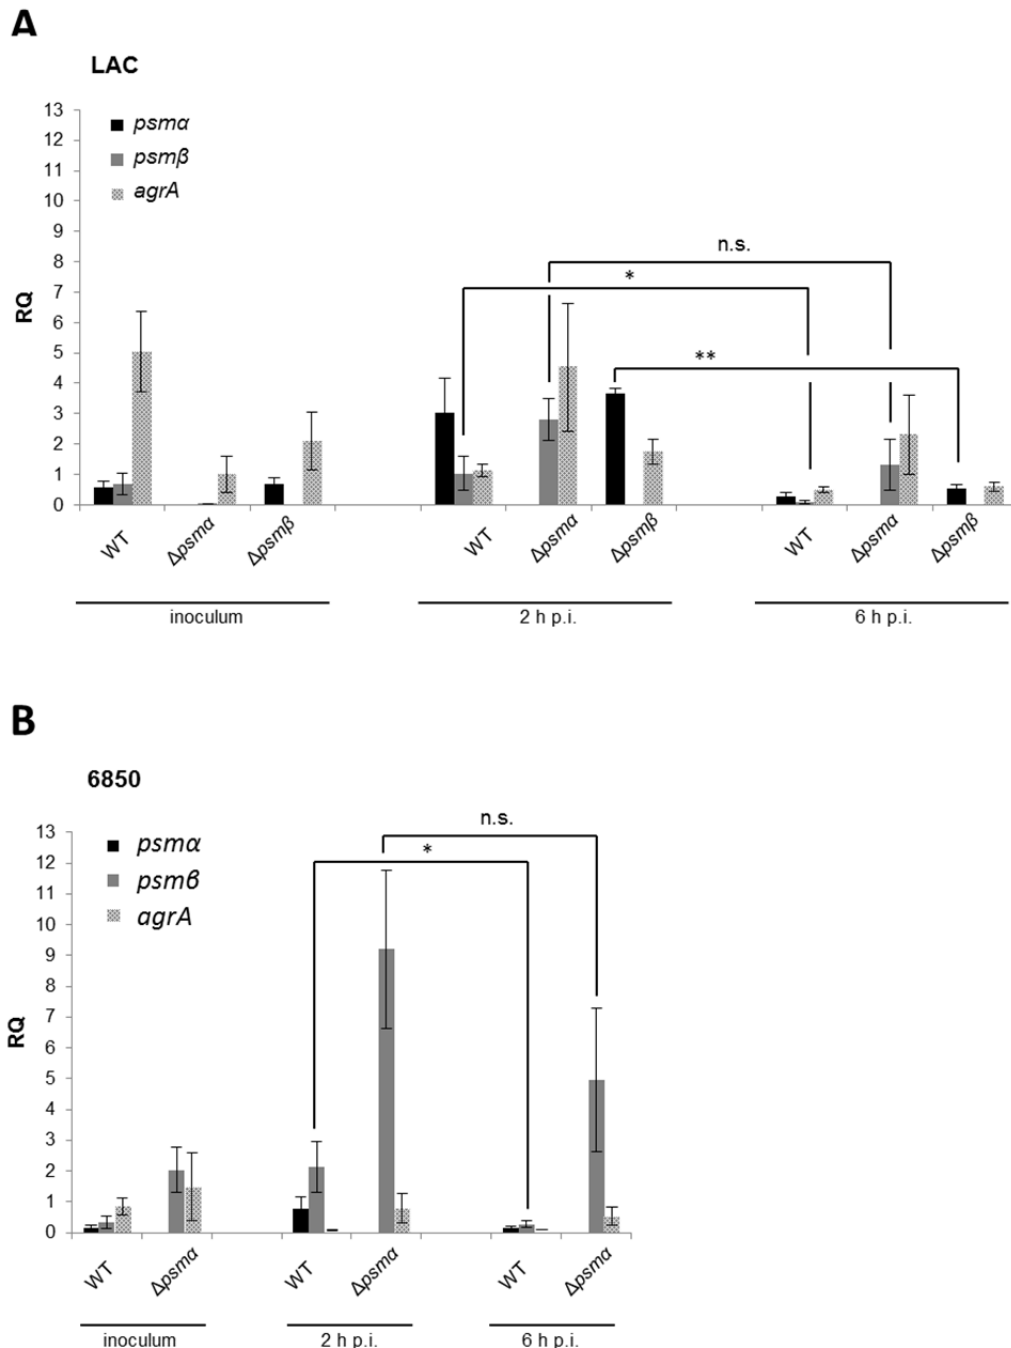 A
LAC
13
12
11
10
9
8
7
6
5
4
3
2
1
0
RQ
psmα
psmβ
agrA
n.s.
*
**
WT Δpsmα Δpsmβ WT Δpsmα Δpsmβ WT Δpsmα Δpsmβ
inoculum 2 h p.i. 6 h p.i.
B
6850
13
12
11
10
9
8
7
6
5
4
3
2
1
0
RQ
psmα
psmβ
agrA
n.s.
*
WT Δpsmα WT Δpsmα WT Δpsmα
inoculum 2 h p.i. 6 h p.i.